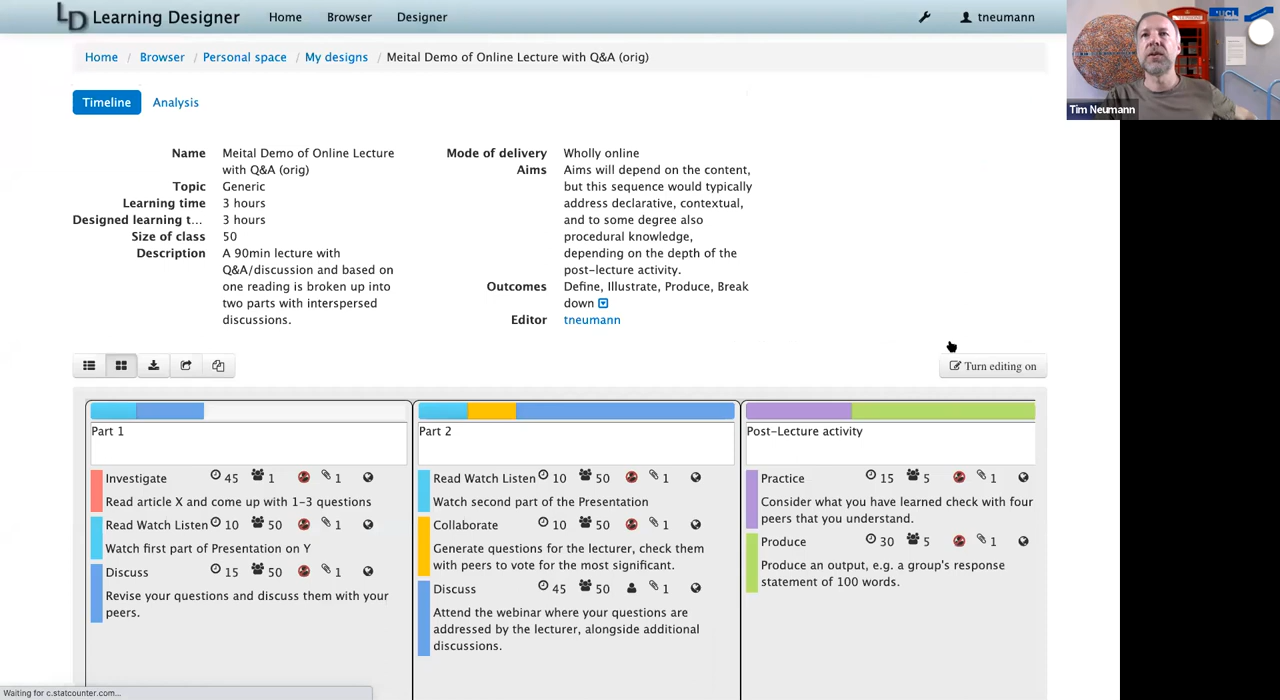 LD Learning Designer Home Browser Designer tneumann
UCL
Home / Browser / Personal space / My designs / Meital Demo of Online Lecture with Q&A (orig)
Tim Neumann
Timeline Analysis
Name Meital Demo of Online Lecture
with Q&A (orig)
Topic Generic
Learning time 3 hours
Designed learning t... 3 hours
Size of class 50
Description A 90min lecture with
Q&A/discussion and based on
one reading is broken up into
two parts with interspersed
discussions.
Mode of delivery Wholly online
Aims Aims will depend on the content,
but this sequence would typically
address declarative, contextual,
and to some degree also
procedural knowledge,
depending on the depth of the
post-lecture activity.
Outcomes Define, Illustrate, Produce, Break
down
Editor tneumann
Turn editing on
Part 1
Investigate 45 1 1
Read article X and come up with 1-3 questions
Read Watch Listen 10 50 1
Watch first part of Presentation on Y
Discuss 15 50 1
Revise your questions and discuss them with your
peers.
Part 2
Read Watch Listen 10 50 1
Watch second part of the Presentation
Collaborate 10 50 1
Generate questions for the lecturer, check them
with peers to vote for the most significant.
Discuss 45 50 1
Attend the webinar where your questions are
addressed by the lecturer, alongside additional
discussions.
Post-Lecture activity
Practice 15 5 1
Consider what you have learned check with four
peers that you understand.
Produce 30 5 1
Produce an output, e.g. a group's response
statement of 100 words.
Waiting for c.statcounter.com...